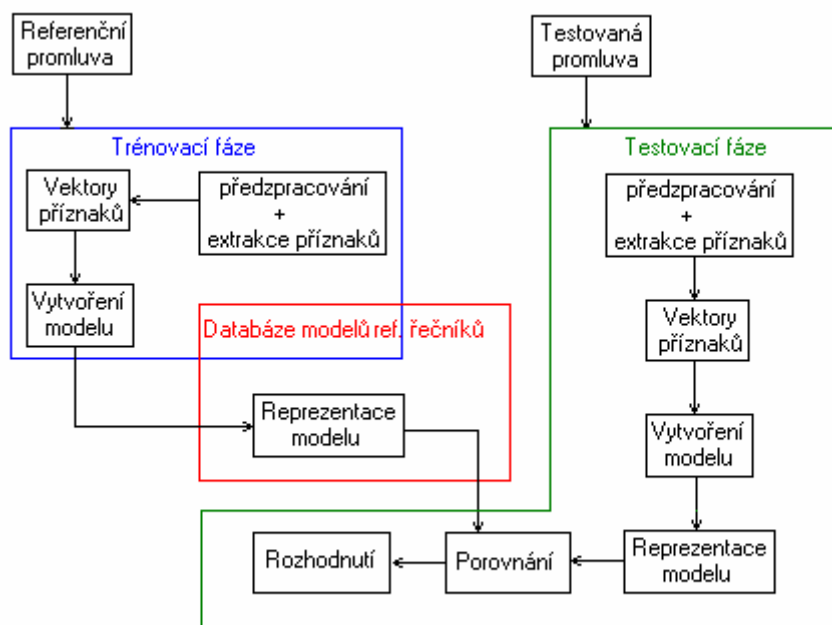 Referenční
promluva
Testovaná
promluva
Trénovací fáze
Vektory
příznaků
předzpracování
+
extrakce příznaků
Vytvoření
modelu
Databáze modelů ref. řečníků
Reprezentace
modelu
Testovací fáze
předzpracování
+
extrakce příznaků
Vektory
příznaků
Vytvoření
modelu
Reprezentace
modelu
Porovnání
Rozhodnutí